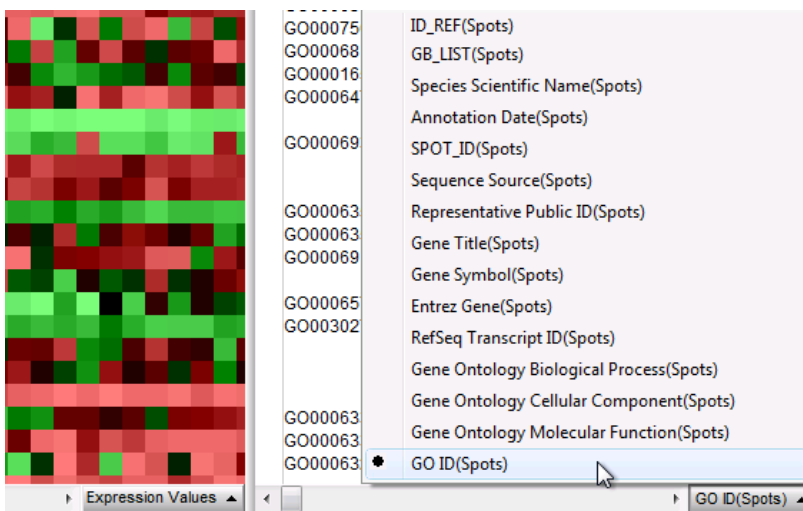 GO000750
ID_REF(Spots)
GO00068
GB_LIST(Spots)
GO00016
Species Scientific Name(Spots)
GO00064
Annotation Date(Spots)
GO00069
SPOT_ID(Spots)
Sequence Source(Spots)
GO00063
Representative Public ID(Spots)
GO00063
Gene Title(Spots)
GO00069
Gene Symbol(Spots)
GO00065
Entrez Gene(Spots)
GO00302
RefSeq Transcript ID(Spots)
Gene Ontology Biological Process(Spots)
Gene Ontology Cellular Component(Spots)
GO00063
Gene Ontology Molecular Function(Spots)
GO00063
GO00063
GO ID(Spots)
Expression Values
GO ID(Spots)